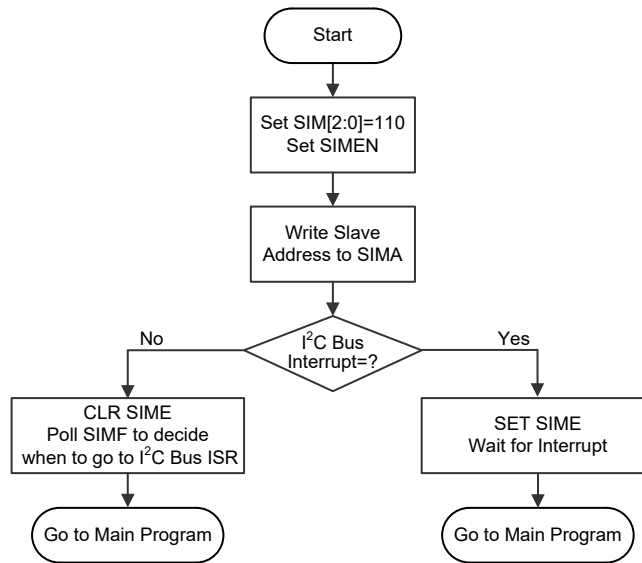 Start
Set SIM[2:0]=110
Set SIMEN
Write Slave
Address to SIMA
I²C Bus
Interrupt=?
No
Yes
CLR SIME
Poll SIMF to decide
when to go to I²C Bus ISR
SET SIME
Wait for Interrupt
Go to Main Program
Go to Main Program